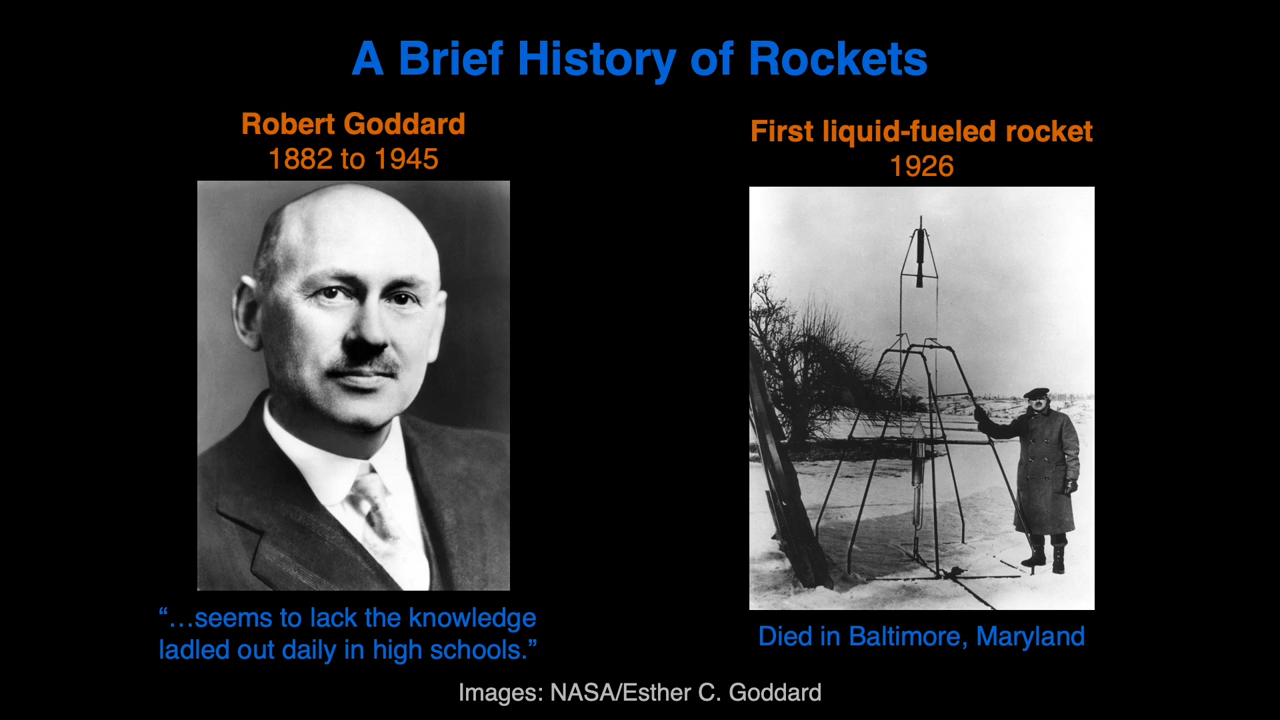 A Brief History of Rockets
Robert Goddard
1882 to 1945
First liquid-fueled rocket
1926
“…seems to lack the knowledge
ladled out daily in high schools.”
Died in Baltimore, Maryland
Images: NASA/Esther C. Goddard